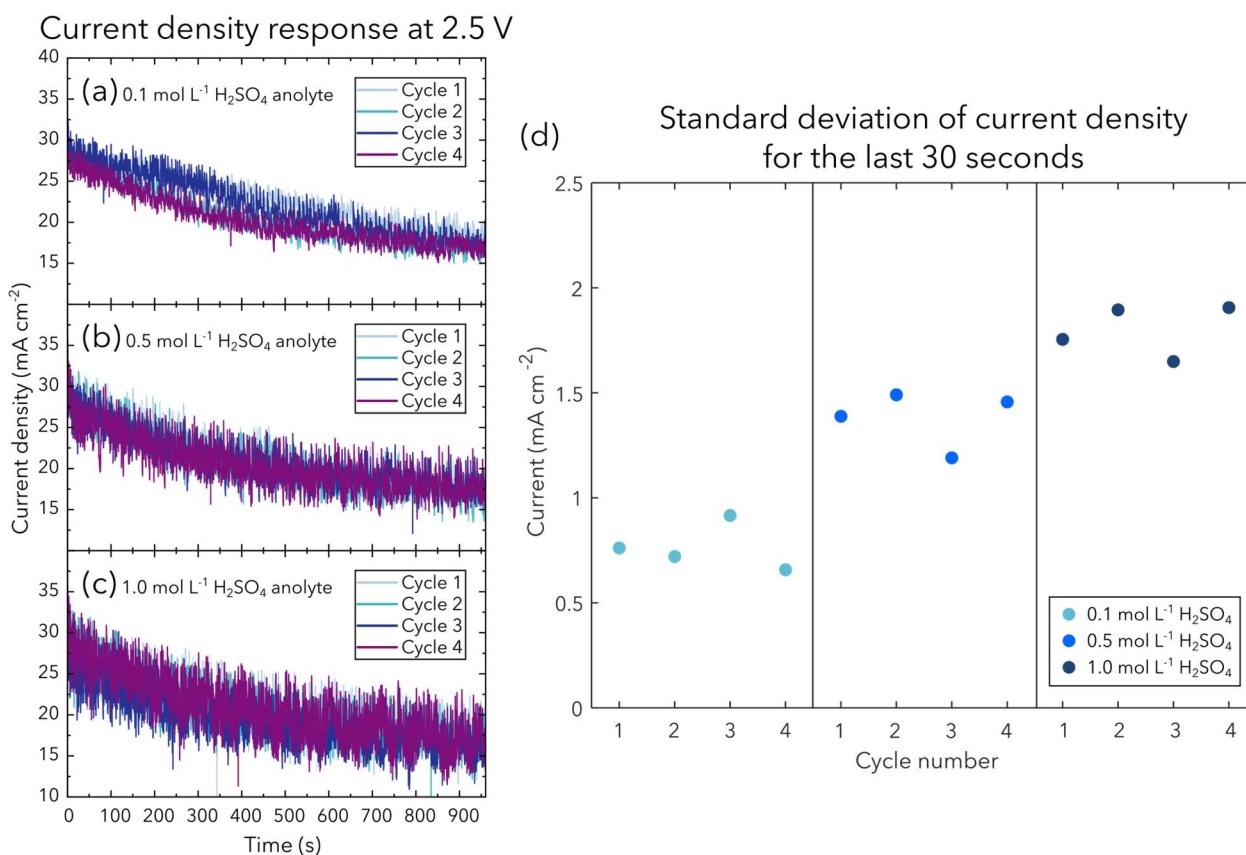 Current density response at 2.5 V
40
35
30
25
20
15
(a) 0.1 mol L⁻¹ H₂SO₄ anolyte
Cycle 1
Cycle 2
Cycle 3
Cycle 4
35
30
25
20
15
(b) 0.5 mol L⁻¹ H₂SO₄ anolyte
Cycle 1
Cycle 2
Cycle 3
Cycle 4
35
30
25
20
15
10
(c) 1.0 mol L⁻¹ H₂SO₄ anolyte
Cycle 1
Cycle 2
Cycle 3
Cycle 4
Current density (mA cm⁻²)
0 100 200 300 400 500 600 700 800 900
Time (s)
(d)
Standard deviation of current density
for the last 30 seconds
2.5
2
1.5
1
0.5
0
Current (mA cm⁻²)
0.1 mol L⁻¹ H₂SO₄
0.5 mol L⁻¹ H₂SO₄
1.0 mol L⁻¹ H₂SO₄
1 2 3 4 1 2 3 4 1 2 3 4
Cycle number